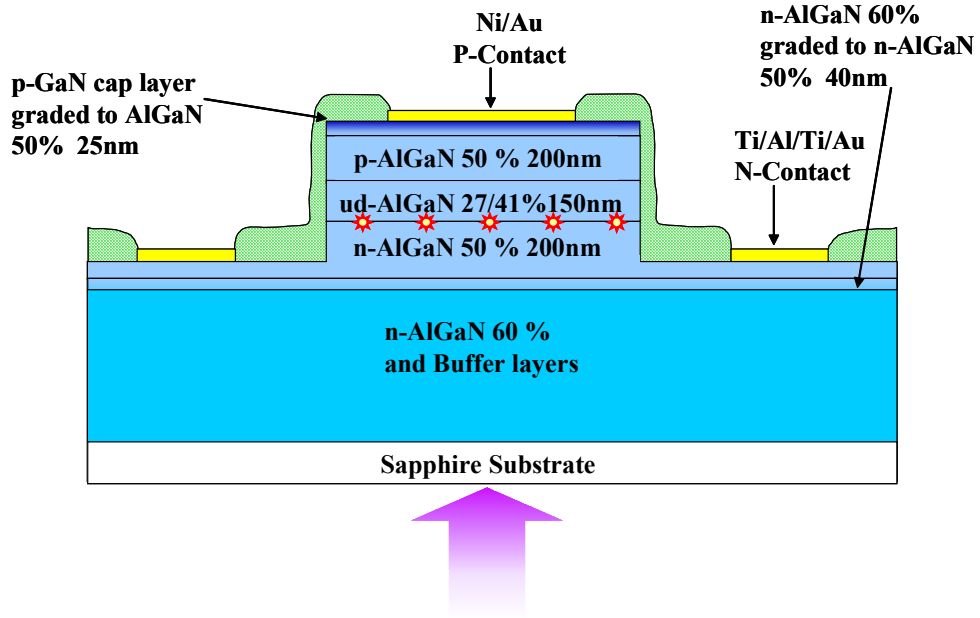 Ni/Au
P-Contact
n-AlGaN 60%
graded to n-AlGaN
50% 40nm
p-GaN cap layer
graded to AlGaN
50% 25nm
Ti/Al/Ti/Au
N-Contact
p-AlGaN 50 % 200nm
ud-AlGaN 27/41%150nm
n-AlGaN 50 % 200nm
n-AlGaN 60 %
and Buffer layers
Sapphire Substrate